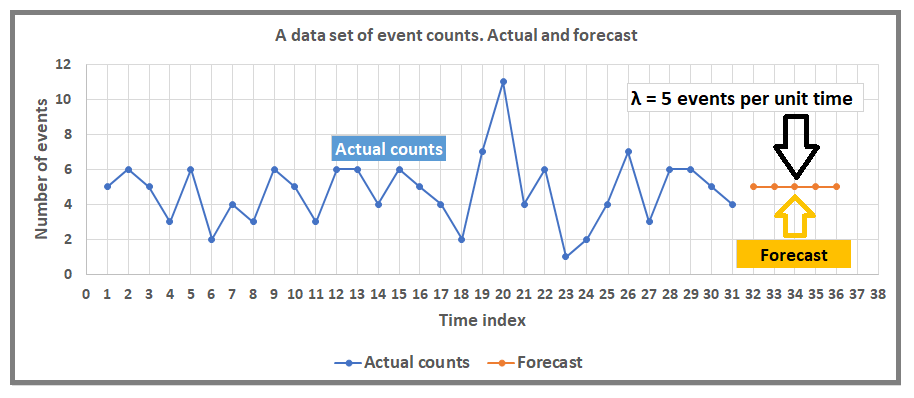 A data set of event counts. Actual and forecast
Number of events
12
10
8
6
4
2
0
λ = 5 events per unit time
Actual counts
Forecast
0 1 2 3 4 5 6 7 8 9 10 11 12 13 14 15 16 17 18 19 20 21 22 23 24 25 26 27 28 29 30 31 32 33 34 35 36 37 38
Time index
Actual counts Forecast